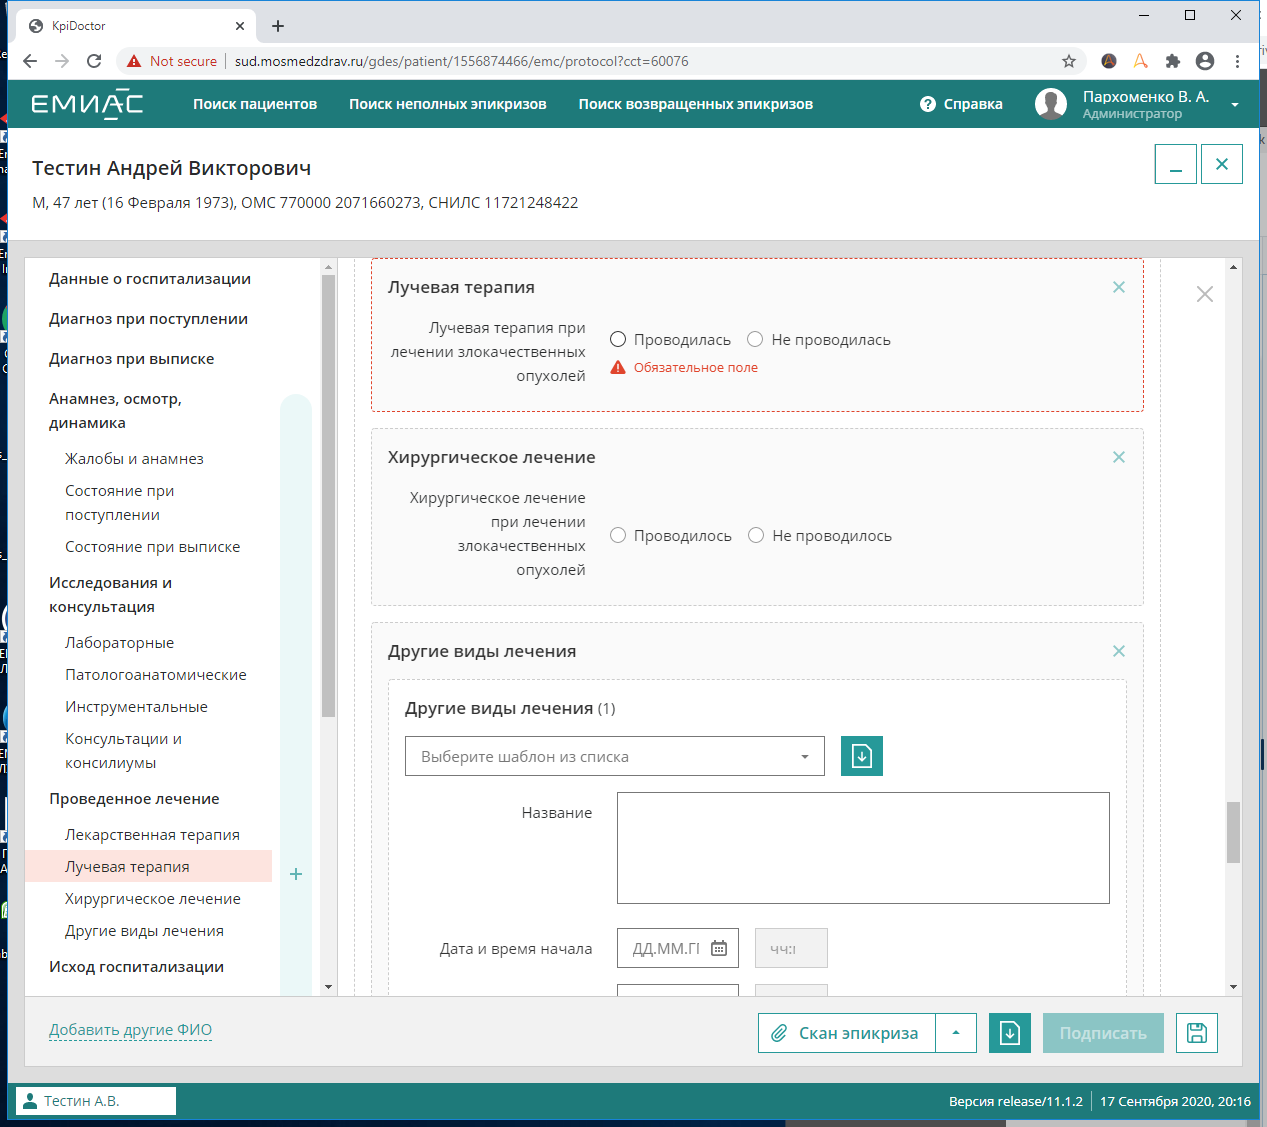 KpiDoctor
Not secure
sud.mosmedzdrav.ru/gdes/patient/1556874466/emc/protocol?cct=60076
ЕМИАС
Поиск пациентов
Поиск неполных эпикризов
Поиск возвращенных эпикризов
Справка
Пархоменко В. А.
Администратор
Тестин Андрей Викторович
М, 47 лет (16 Февраля 1973), ОМС 770000 2071660273, СНИЛС 11721248422
Данные о госпитализации
Диагноз при поступлении
Диагноз при выписке
Анамнез, осмотр,
динамика
Жалобы и анамнез
Состояние при
поступлении
Состояние при выписке
Исследования и
консультация
Лабораторные
Патологоанатомические
Инструментальные
Консультации и
консилиумы
Проведенное лечение
Лекарственная терапия
Лучевая терапия
Хирургическое лечение
Другие виды лечения
Исход госпитализации
Лучевая терапия
Лучевая терапия при
лечении злокачественных
опухолей
Проводилась
Не проводилась
Обязательное поле
Хирургическое лечение
Хирургическое лечение
при лечении
злокачественных
опухолей
Проводилось
Не проводилось
Другие виды лечения
Другие виды лечения (1)
Выберите шаблон из списка
Название
Дата и время начала
ДД.ММ.ГГ
чч:
Добавить другие ФИО
Скан эпикриза
Подписать
Тестин А.В.
Версия release/11.1.2
17 Сентября 2020, 20:16